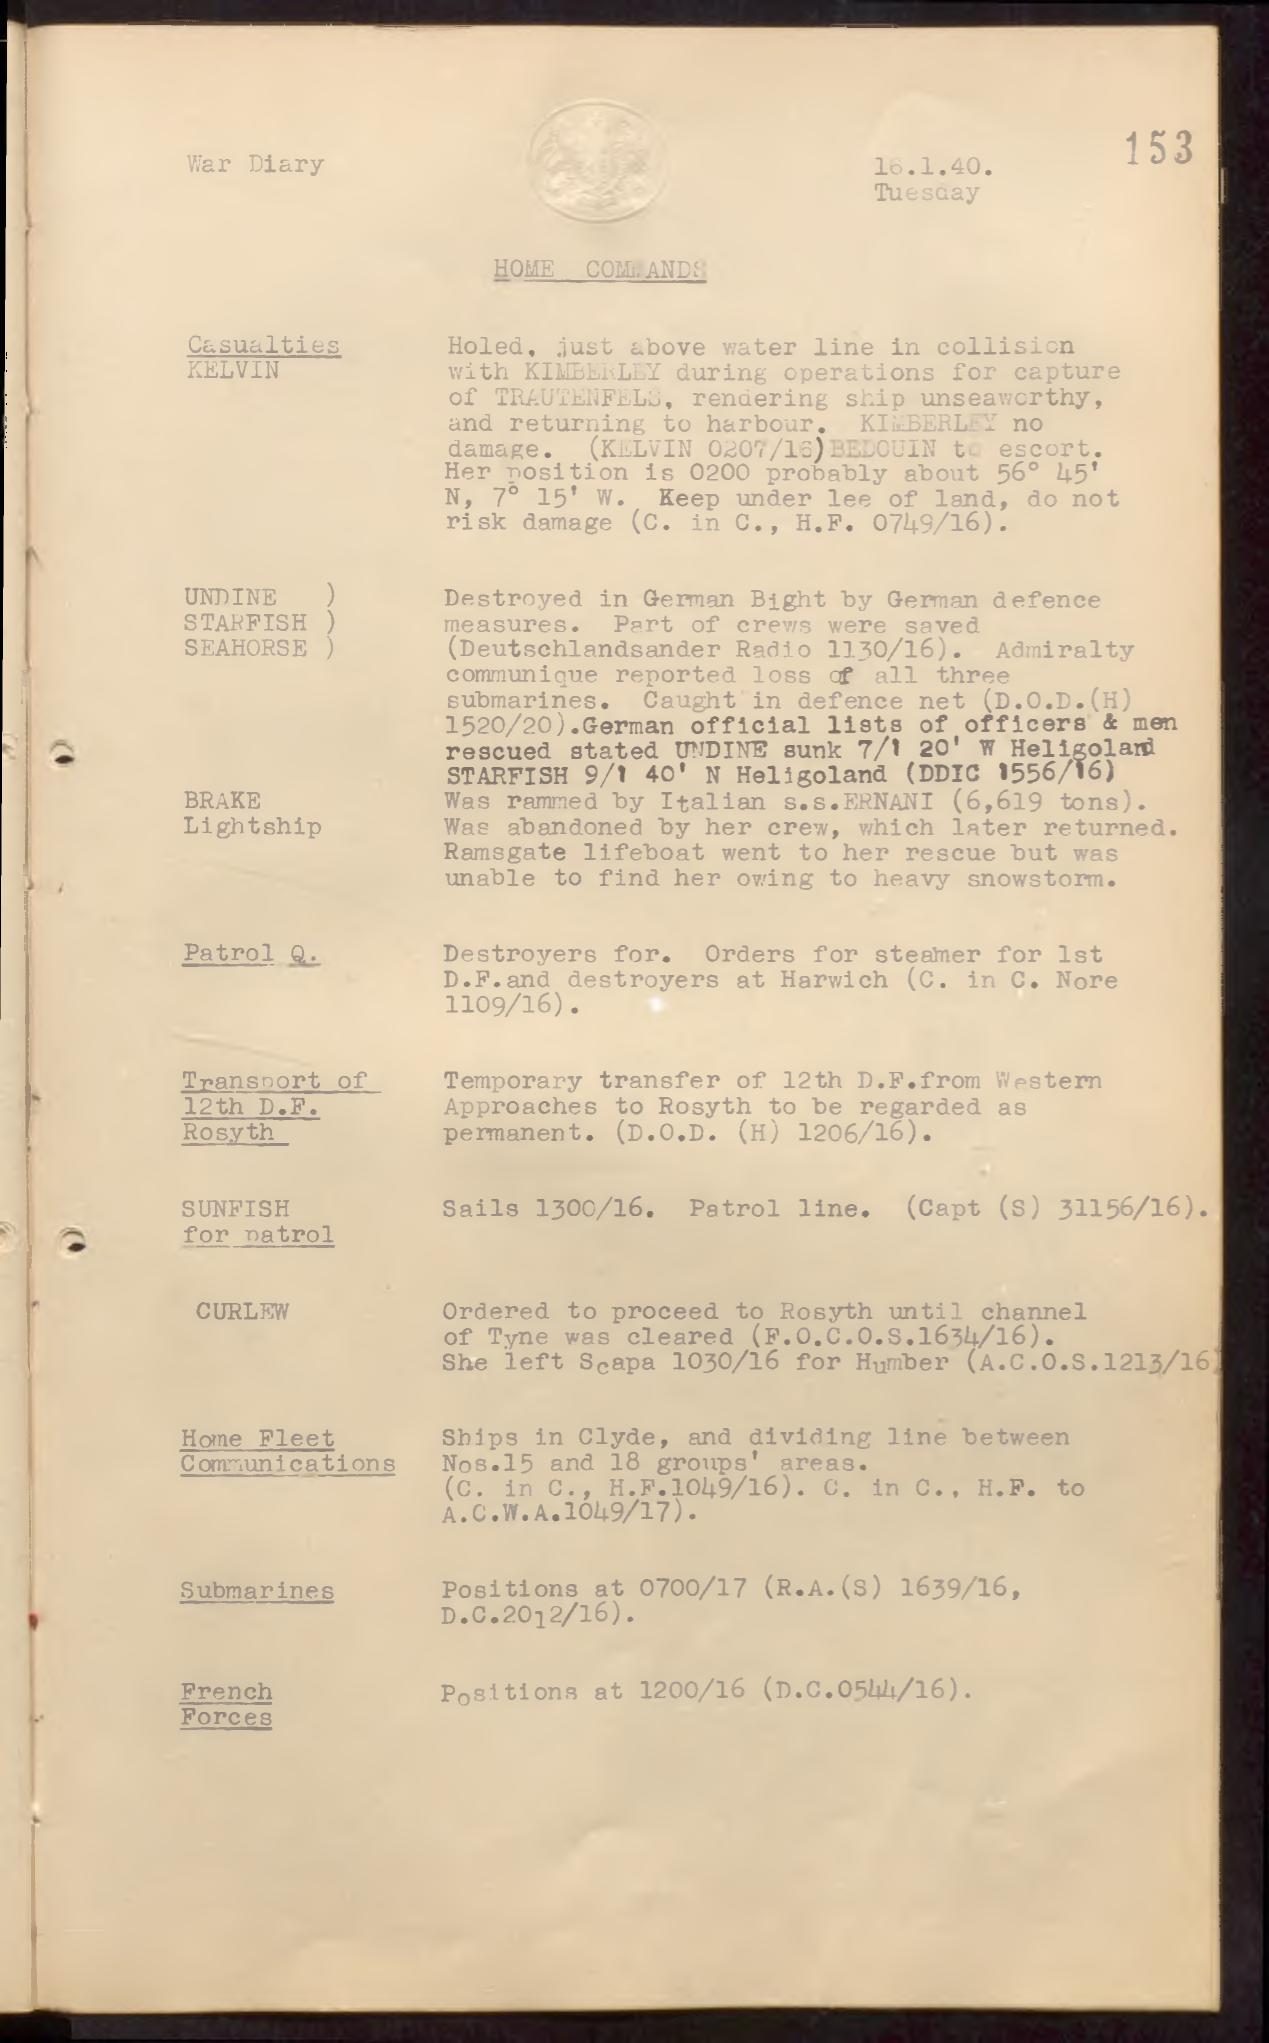 153
War Diary
16.1.40.
Tuesday
HOME COMMANDS
Casualties
KELVIN
Holed, just above water line in collision
with KIMBERLEY during operations for capture
of TRAUTENFELS, rendering ship unseaworthy,
and returning to harbour. KIMBERLEY no
damage. (KELVIN 0207/16) BEDOUIN to escort.
Her position is 0200 probably about 56° 45'
N, 7° 15' W. Keep under lee of land, do not
risk damage (C. in C., H.F. 0749/16).
UNDINE )
STARFISH )
SEAHORSE )
Destroyed in German Bight by German defence
measures. Part of crews were saved
(Deutschlandsander Radio 1130/16). Admiralty
communique reported loss of all three
submarines. Caught in defence net (D.O.D.(H)
1520/20).German official lists of officers & men
rescued stated UNDINE sunk 7/1 20' W Heligoland
STARFISH 9/1 40' N Heligoland (DDIC 1556/16)
BRAKE
Lightship
Was rammed by Italian s.s.ERNANI (6,619 tons).
Was abandoned by her crew, which later returned.
Ramsgate lifeboat went to her rescue but was
unable to find her owing to heavy snowstorm.
Patrol Q.
Destroyers for. Orders for steamer for 1st
D.F.and destroyers at Harwich (C. in C. Nore
1109/16).
Transport of
12th D.F.
Rosyth
Temporary transfer of 12th D.F.from Western
Approaches to Rosyth to be regarded as
permanent. (D.O.D. (H) 1206/16).
SUNFISH
for patrol
Sails 1300/16. Patrol line. (Capt (S) 31156/16).
CURLEW
Ordered to proceed to Rosyth until channel
of Tyne was cleared (F.O.C.O.S.1634/16).
She left Scapa 1030/16 for Humber (A.C.O.S.1213/16)
Home Fleet
Communications
Ships in Clyde, and dividing line between
Nos.15 and 18 groups' areas.
(C. in C., H.F.1049/16). C. in C., H.F. to
A.C.W.A.1049/17).
Submarines
Positions at 0700/17 (R.A.(S) 1639/16,
D.C.2012/16).
French
Forces
Positions at 1200/16 (D.C.0544/16).